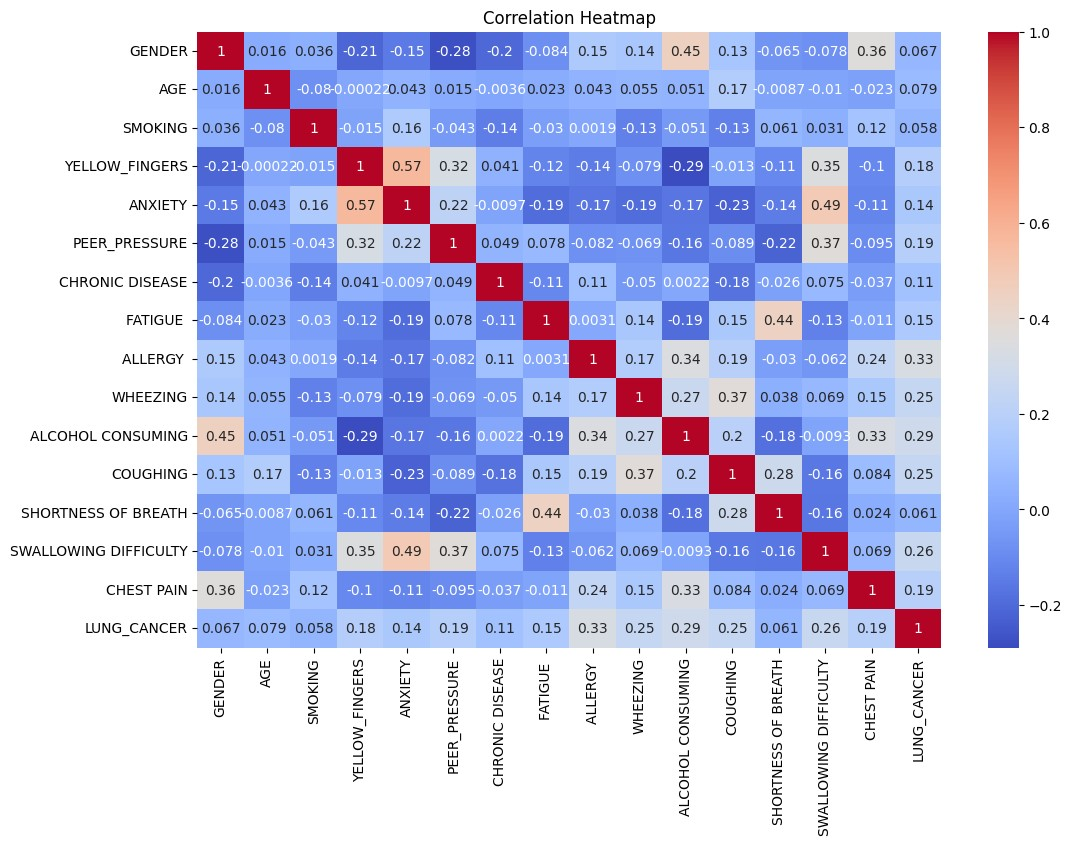 Correlation Heatmap
GENDER 1 0.016 0.036 -0.21 -0.15 -0.28 -0.2 -0.084 0.15 0.14 0.45 0.13 -0.065 -0.078 0.36 0.067
AGE 0.016 1 -0.08 -0.00022 0.043 0.015 -0.0036 0.023 0.043 0.055 0.051 0.17 -0.0087 -0.01 -0.023 0.079
SMOKING 0.036 -0.08 1 -0.015 0.16 -0.043 -0.14 -0.03 0.0019 -0.13 -0.051 -0.13 0.061 0.031 0.12 0.058
YELLOW_FINGERS -0.21 -0.00022 -0.015 1 0.57 0.32 0.041 -0.12 -0.14 -0.079 -0.29 -0.013 -0.11 0.35 -0.1 0.18
ANXIETY -0.15 0.043 0.16 0.57 1 0.22 -0.0097 -0.19 -0.17 -0.19 -0.17 -0.23 -0.14 0.49 -0.11 0.14
PEER_PRESSURE -0.28 0.015 -0.043 0.32 0.22 1 0.049 0.078 -0.082 -0.069 -0.16 -0.089 -0.22 0.37 -0.095 0.19
CHRONIC DISEASE -0.2 -0.0036 -0.14 0.041 -0.0097 0.049 1 -0.11 0.11 -0.05 0.0022 -0.18 -0.026 0.075 -0.037 0.11
FATIGUE -0.084 0.023 -0.03 -0.12 -0.19 0.078 -0.11 1 0.0031 0.14 -0.19 0.15 0.44 -0.13 -0.011 0.15
ALLERGY 0.15 0.043 0.0019 -0.14 -0.17 -0.082 0.11 0.0031 1 0.17 0.34 0.19 -0.03 -0.062 0.24 0.33
WHEEZING 0.14 0.055 -0.13 -0.079 -0.19 -0.069 -0.05 0.14 0.17 1 0.27 0.37 0.038 0.069 0.15 0.25
ALCOHOL CONSUMING 0.45 0.051 -0.051 -0.29 -0.17 -0.16 0.0022 -0.19 0.34 0.27 1 0.2 -0.18 -0.0093 0.33 0.29
COUGHING 0.13 0.17 -0.13 -0.013 -0.23 -0.089 -0.18 0.15 0.19 0.37 0.2 1 0.28 -0.16 0.084 0.25
SHORTNESS OF BREATH -0.065 -0.0087 0.061 -0.11 -0.14 -0.22 -0.026 0.44 -0.03 0.038 -0.18 0.28 1 -0.16 0.024 0.061
SWALLOWING DIFFICULTY -0.078 -0.01 0.031 0.35 0.49 0.37 0.075 -0.13 -0.062 0.069 -0.0093 -0.16 -0.16 1 0.069 0.26
CHEST PAIN 0.36 -0.023 0.12 -0.1 -0.11 -0.095 -0.037 -0.011 0.24 0.15 0.33 0.084 0.024 0.069 1 0.19
LUNG_CANCER 0.067 0.079 0.058 0.18 0.14 0.19 0.11 0.15 0.33 0.25 0.29 0.25 0.061 0.26 0.19 1
GENDER
AGE
SMOKING
YELLOW_FINGERS
ANXIETY
PEER_PRESSURE
CHRONIC DISEASE
FATIGUE
ALLERGY
WHEEZING
ALCOHOL CONSUMING
COUGHING
SHORTNESS OF BREATH
SWALLOWING DIFFICULTY
CHEST PAIN
LUNG_CANCER
1.0
0.8
0.6
0.4
0.2
0.0
−0.2